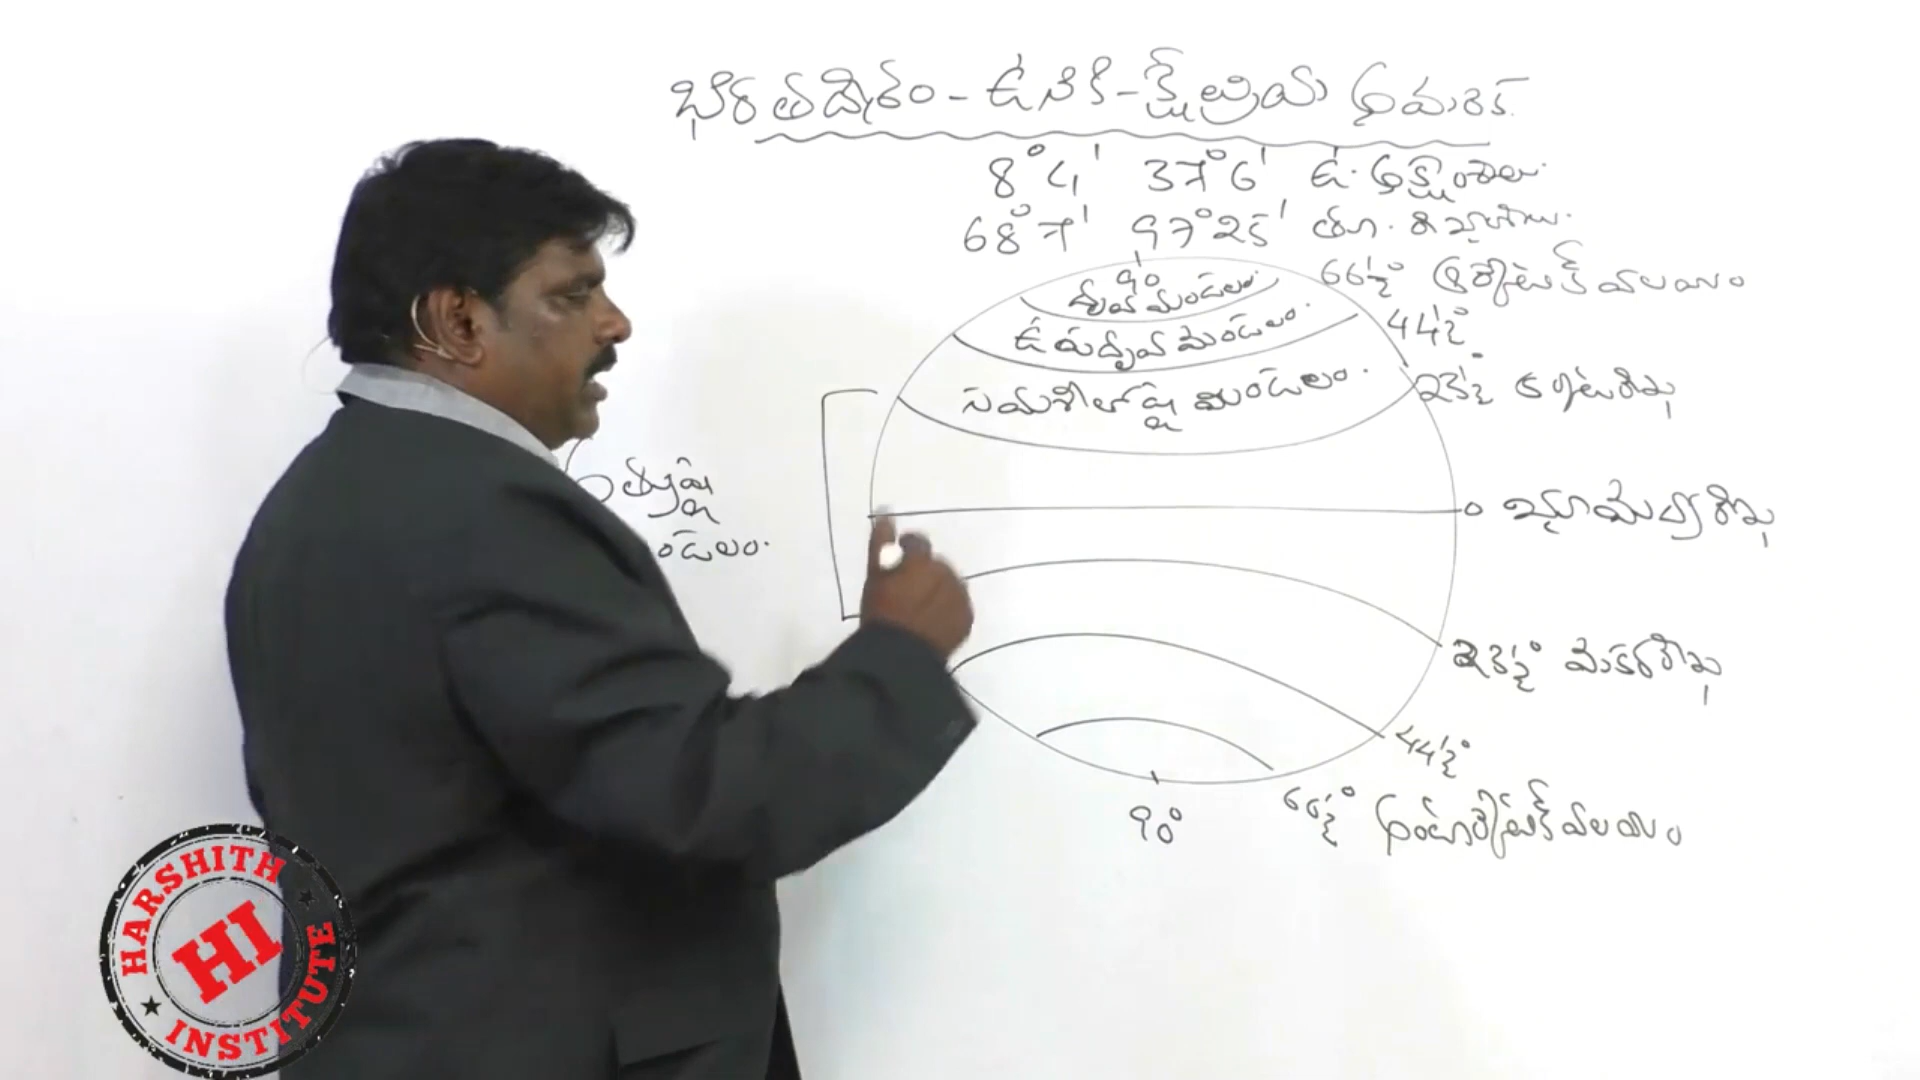 భారతదేశం - ఉనికి - క్షేత్రీయ అమరిక
8°4' 37°6' ఉ. అక్షాంశాలు.
68°7' 97°25' తూ. రేఖాంశాలు.
90
66½° ఆర్కిటిక్ వలయం
ధృవ మండలం.
ఉపధృవ మండలం.
44½°
సమశీతోష్ణ మండలం.
23½° కర్కటరేఖ
త్యుష్ణ
0 భూమధ్యరేఖ
ండలం.
23½° మకరరేఖ
44½°
90°
66½° అంటార్కిటిక్ వలయం
HARSHITH
HI
INSTITUTE